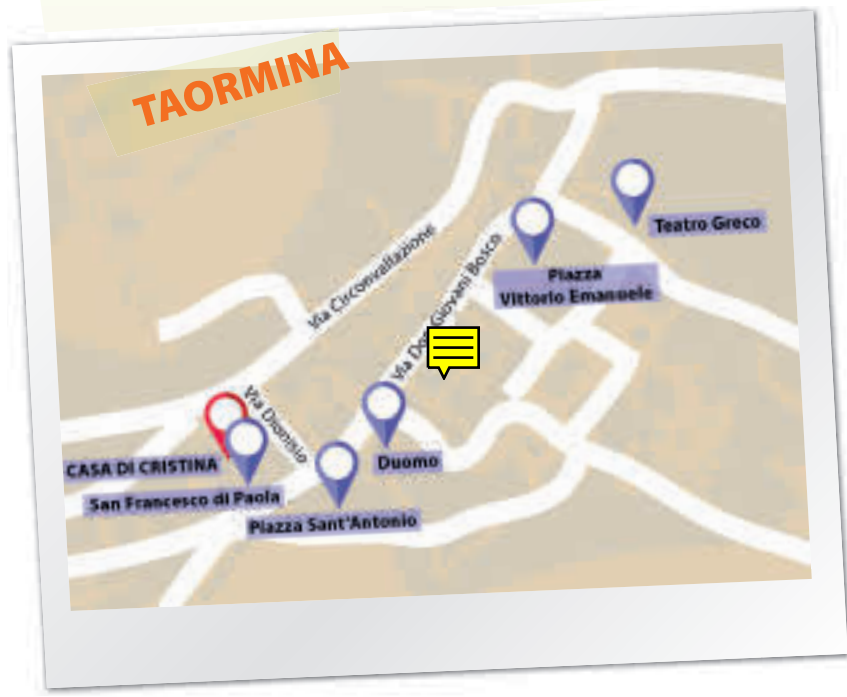 TAORMINA
Teatro Greco
Piazza
Vittorio Emanuele
Via Circonvallazione
Via Don Giovani Bosco
Via Dionisio
CASA DI CRISTINA
Duomo
San Francesco di Paola
Piazza Sant'Antonio